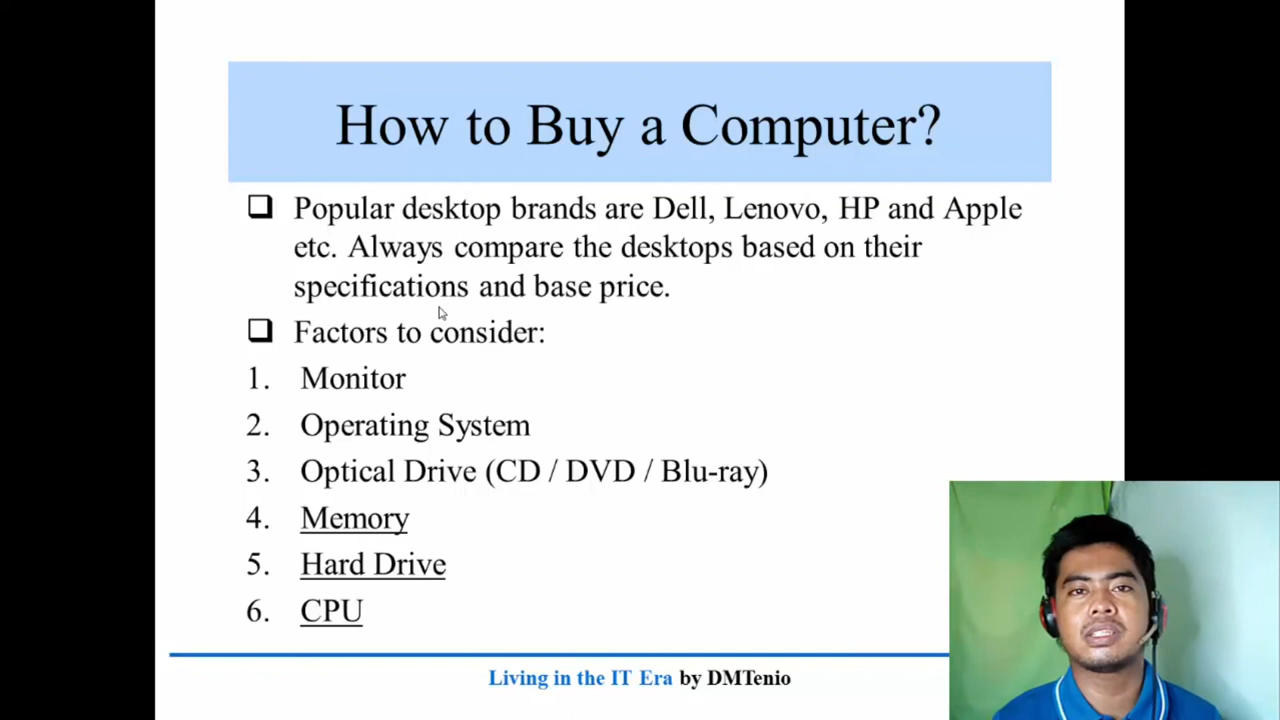 How to Buy a Computer?
❑ Popular desktop brands are Dell, Lenovo, HP and Apple
etc. Always compare the desktops based on their
specifications and base price.
❑ Factors to consider:
1. Monitor
2. Operating System
3. Optical Drive (CD / DVD / Blu-ray)
4. Memory
5. Hard Drive
6. CPU
Living in the IT Era by DMTenio